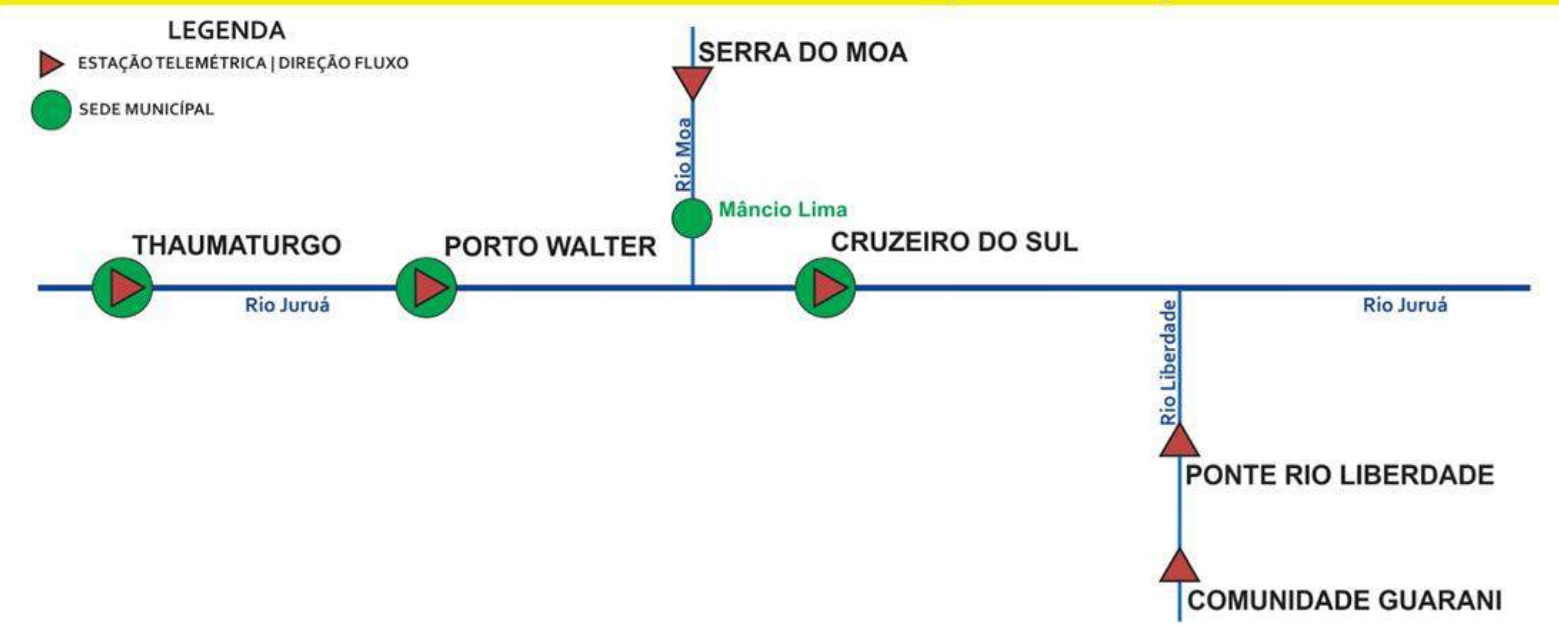 LEGENDA
ESTAÇÃO TELEMÉTRICA | DIREÇÃO FLUXO
SEDE MUNICÍPAL
SERRA DO MOA
Rio Moa
Mâncio Lima
THAUMATURGO
PORTO WALTER
CRUZEIRO DO SUL
Rio Juruá
Rio Juruá
Rio Liberdade
PONTE RIO LIBERDADE
COMUNIDADE GUARANI